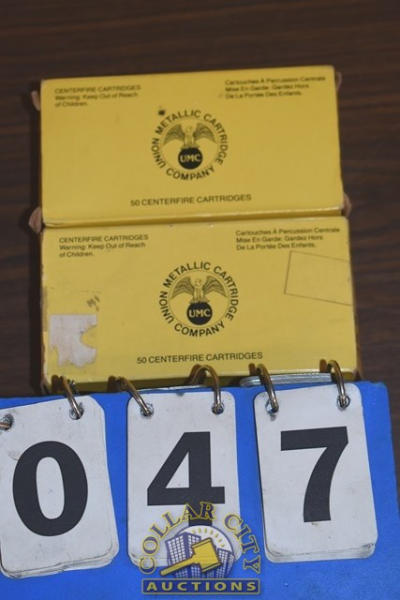 CENTERFIRE CARTRIDGES
Warning: Keep Out of Reach
of Children.
Cartouches À Percussion Centrale
Mise En Garde: Gardez Hors
De La Portée Des Enfants.
UNION METALLIC CARTRIDGE
COMPANY
UMC
50 CENTERFIRE CARTRIDGES
CENTERFIRE CARTRIDGES
Warning: Keep Out of Reach
of Children.
Cartouches À Percussion Centrale
Mise En Garde: Gardez Hors
De La Portée Des Enfants.
UNION METALLIC CARTRIDGE
COMPANY
UMC
50 CENTERFIRE CARTRIDGES
047
COLLAR CITY
AUCTIONS